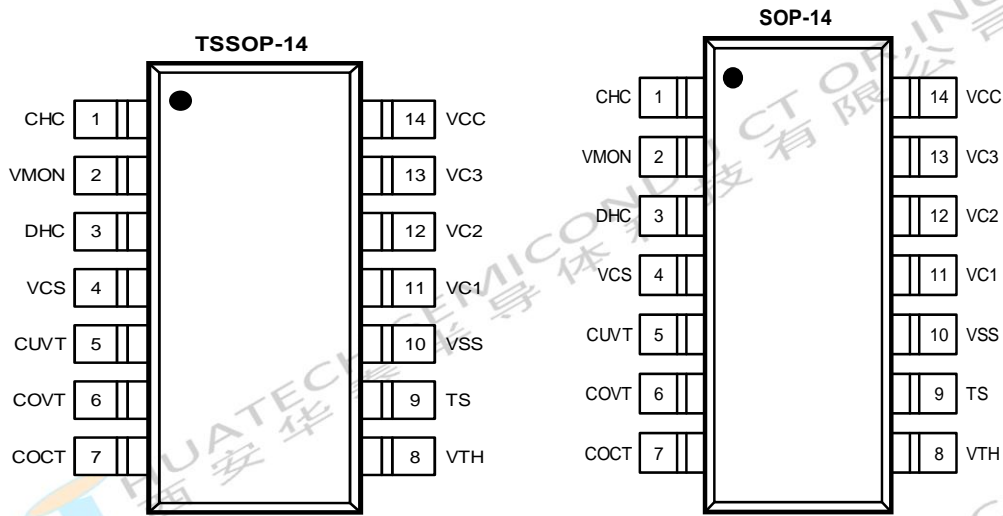 TSSOP-14
CHC 1 14 VCC
VMON 2 13 VC3
DHC 3 12 VC2
VCS 4 11 VC1
CUVT 5 10 VSS
COVT 6 9 TS
COCT 7 8 VTH
SOP-14
CHC 1 14 VCC
VMON 2 13 VC3
DHC 3 12 VC2
VCS 4 11 VC1
CUVT 5 10 VSS
COVT 6 9 TS
COCT 7 8 VTH